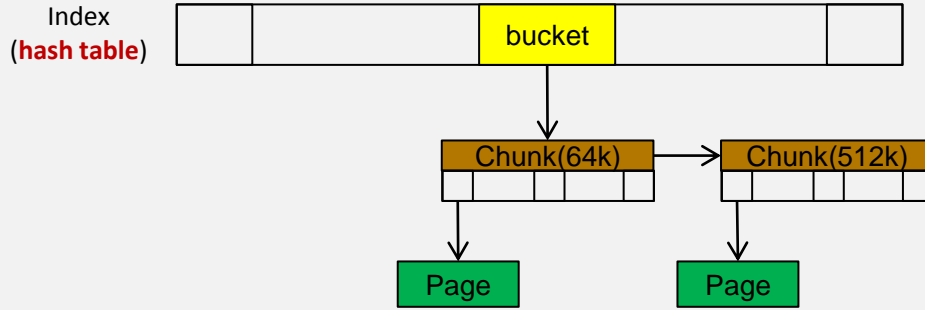 Index
(hash table)
bucket
Chunk(64k)
Chunk(512k)
Page
Page